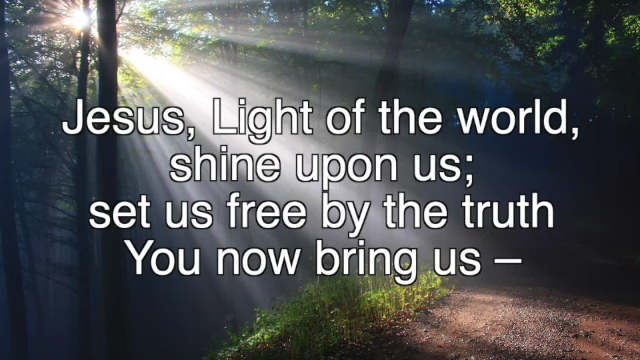 Jesus, Light of the world,
shine upon us;
set us free by the truth
You now bring us –